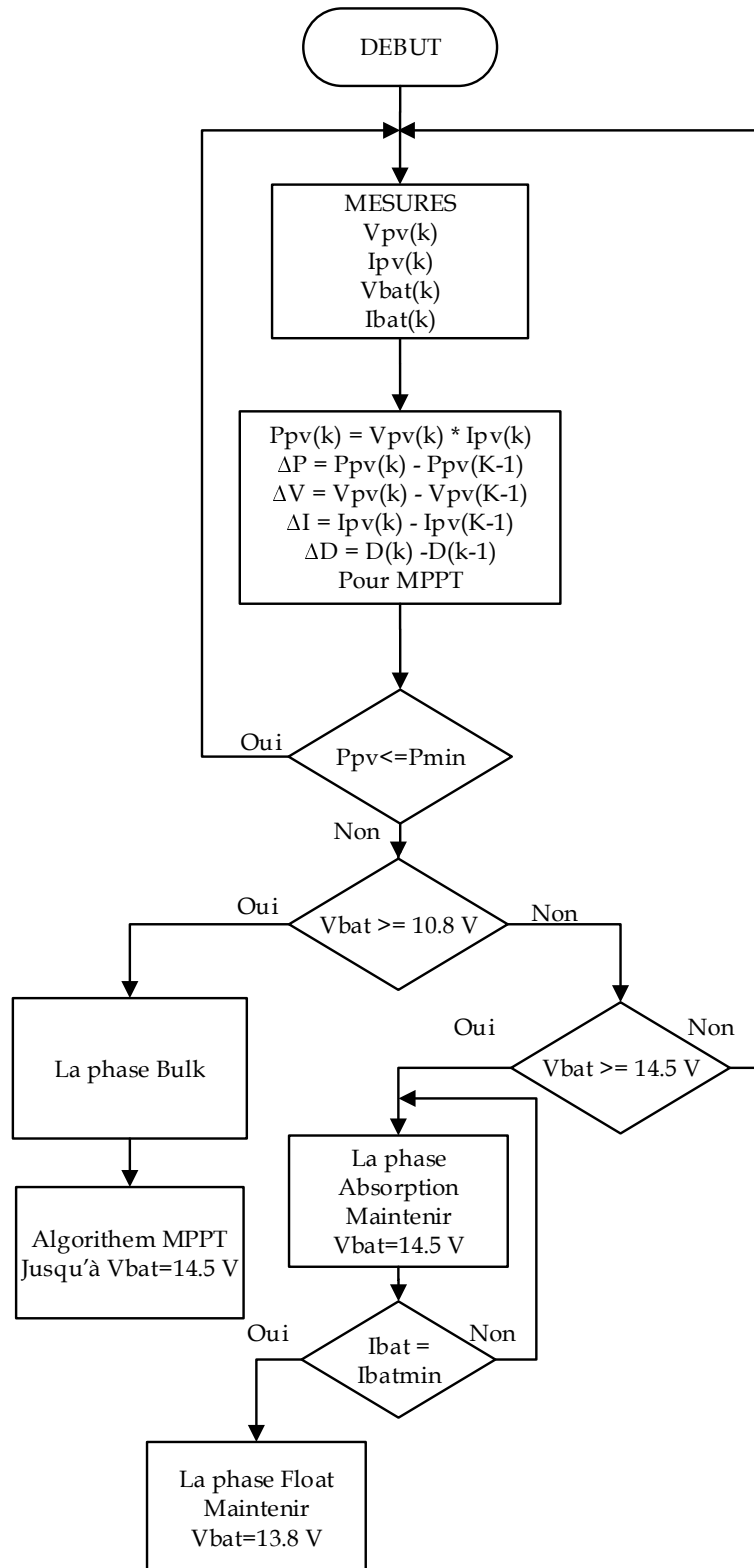 DEBUT
MESURES
Vpv(k)
Ipv(k)
Vbat(k)
Ibat(k)
Ppv(k) = Vpv(k) * Ipv(k)
ΔP = Ppv(k) - Ppv(K-1)
ΔV = Vpv(k) - Vpv(K-1)
ΔI = Ipv(k) - Ipv(K-1)
ΔD = D(k) -D(k-1)
Pour MPPT
Oui
Ppv<=Pmin
Non
Oui
Vbat >= 10.8 V
Non
La phase Bulk
Oui
Vbat >= 14.5 V
Non
Algorithem MPPT
Jusqu'à Vbat=14.5 V
La phase
Absorption
Maintenir
Vbat=14.5 V
Oui
Ibat =
Ibatmin
Non
La phase Float
Maintenir
Vbat=13.8 V